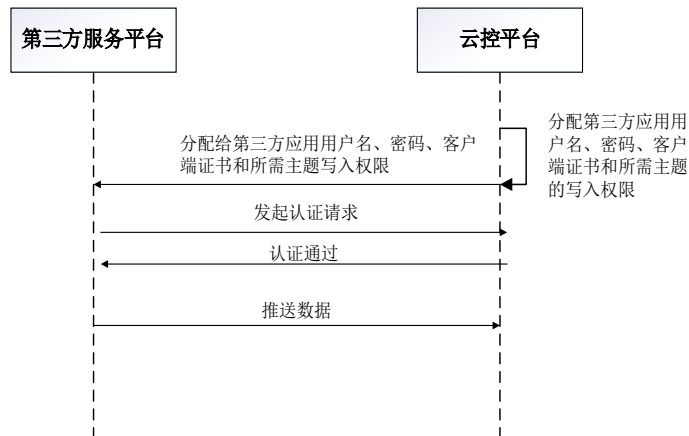 第三方服务平台
云控平台
分配第三方应用用
户名、密码、客户
端证书和所需主题
的写入权限
分配给第三方应用用户名、密码、客户
端证书和所需主题写入权限
发起认证请求
认证通过
推送数据